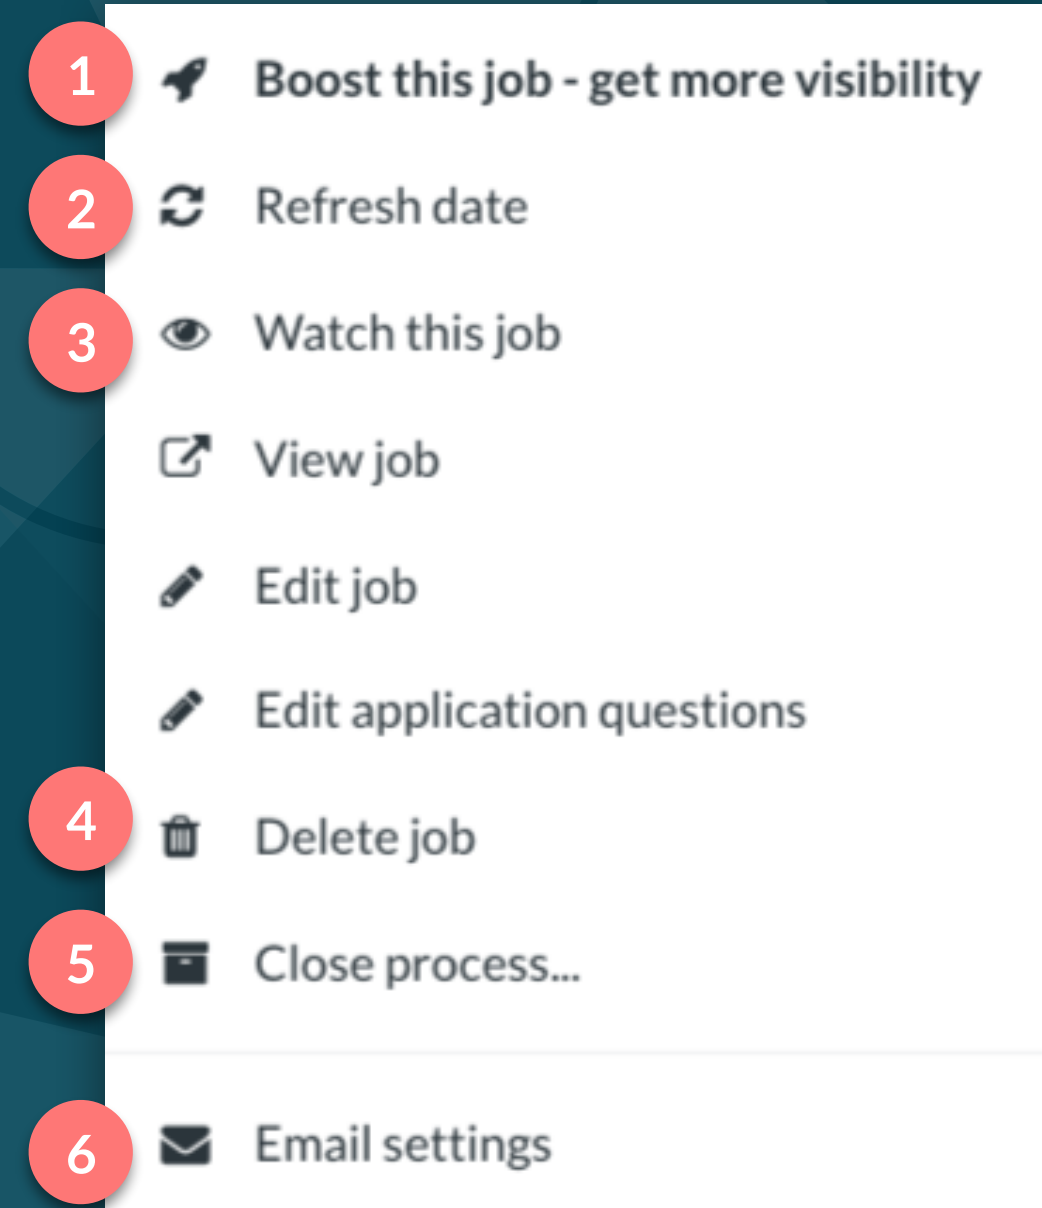 1 Boost this job - get more visibility
2 Refresh date
3 Watch this job
View job
Edit job
Edit application questions
4 Delete job
5 Close process...
6 Email settings